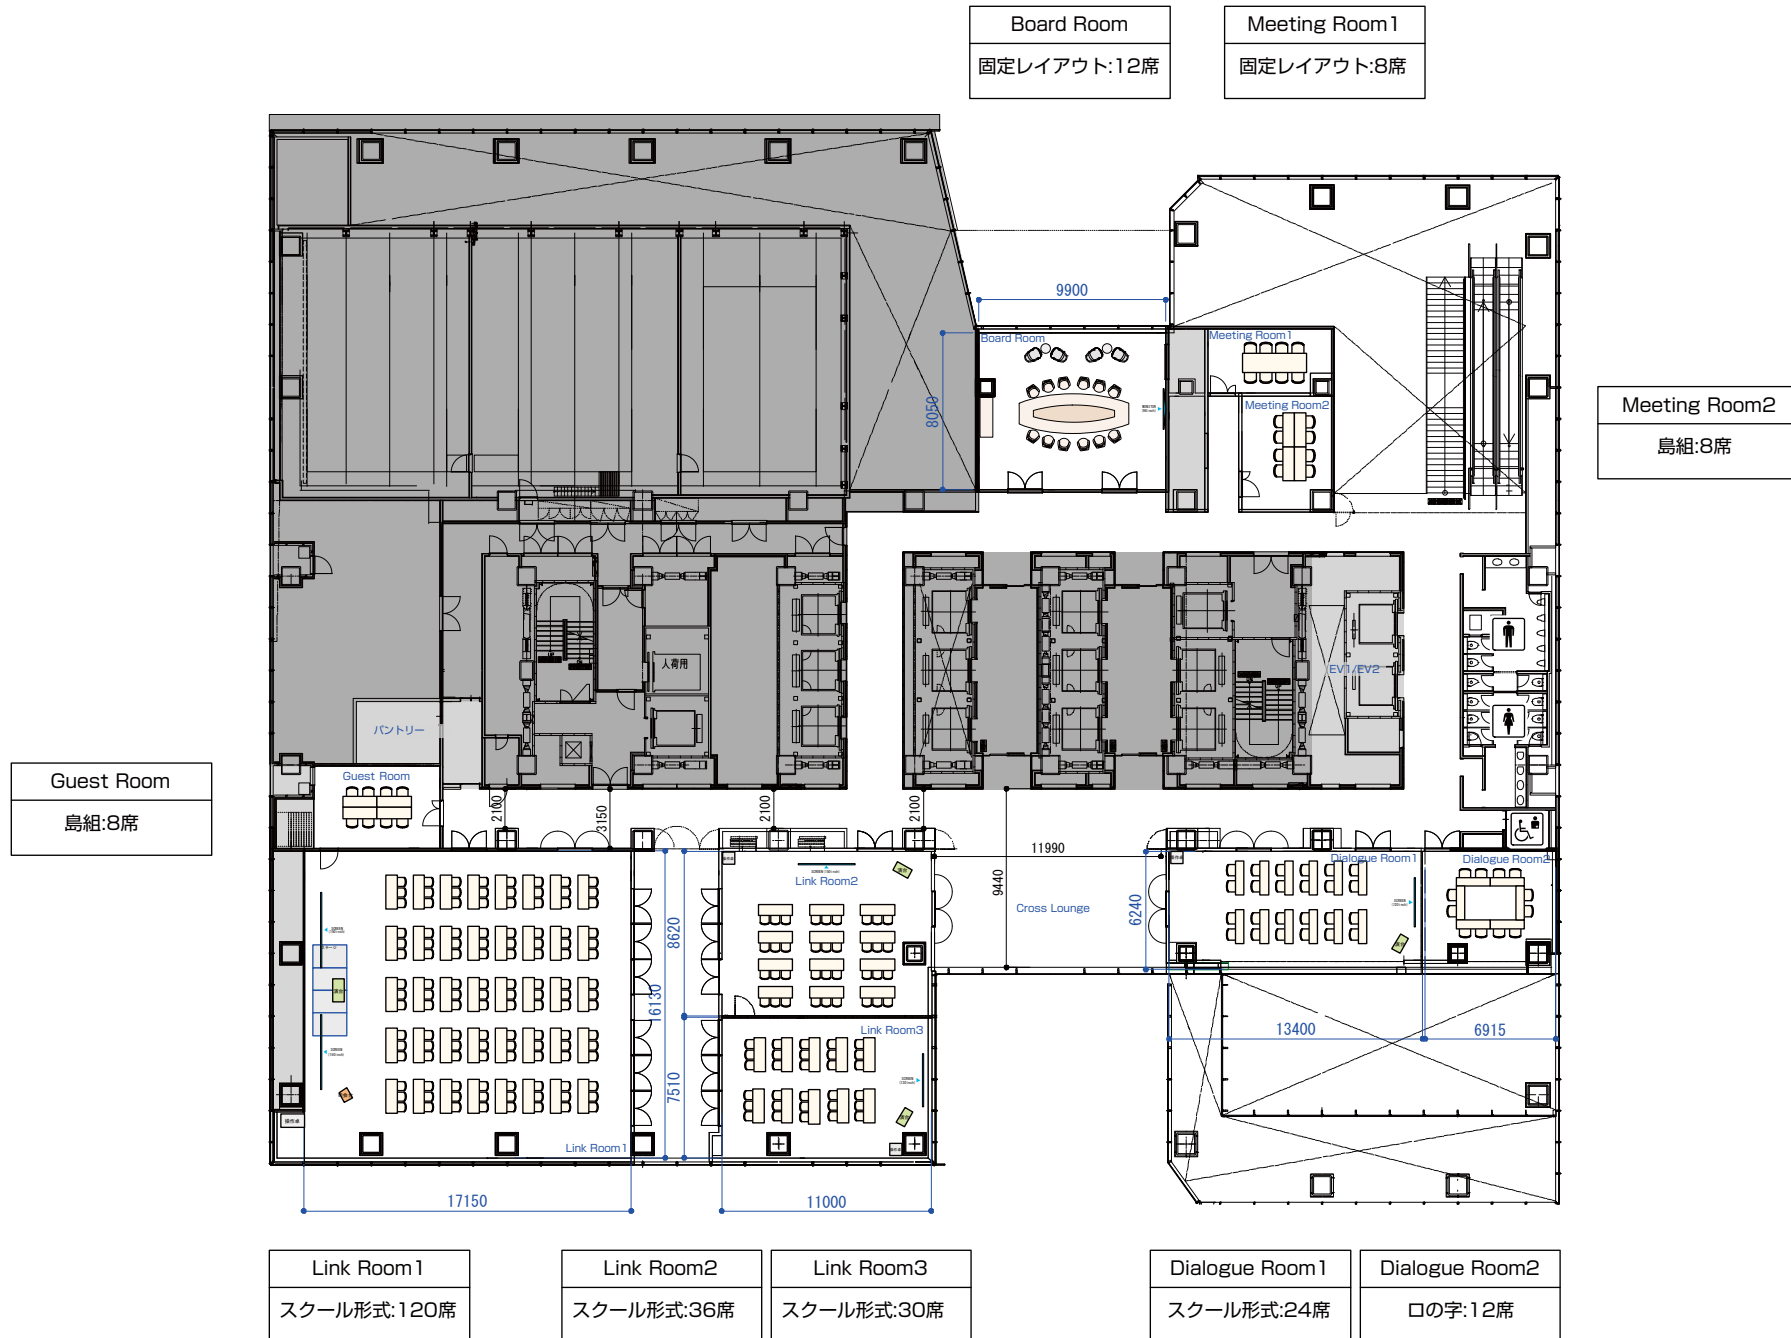 Board Room
固定レイアウト:12席
Meeting Room1
固定レイアウト:8席
9900
Board Room
Meeting Room1
8050
Meeting Room2
Meeting Room2
島組:8席
人荷用
EV1/EV2
パントリー
Guest Room
島組:8席
Guest Room
2100
3150
2100
2100
11990
9440
6240
Link Room2
Cross Lounge
Dialogue Room1
Dialogue Room2
8620
16130
7510
Link Room3
13400
6915
Link Room1
17150
11000
Link Room1
スクール形式:120席
Link Room2
スクール形式:36席
Link Room3
スクール形式:30席
Dialogue Room1
スクール形式:24席
Dialogue Room2
ロの字:12席